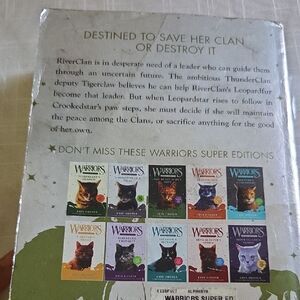 DESTINED TO SAVE HER CLAN
OR DESTROY IT
RiverClan is in desperate need of a leader who can guide them
through an uncertain future. The ambitious ThunderClan
deputy Tigerclaw believes he can help RiverClan's Leopardfur
become that leader. But when Leopardstar rises to follow in
Crookedstar's paw steps, she must decide if she will maintain
the peace among the Clans, or sacrifice anything for the good
of her own.
DON'T MISS THESE WARRIORS SUPER EDITIONS
WARRIORS WARRIORS WARRIORS WARRIORS WARRIORS
WARRIORS WARRIORS WARRIORS WARRIORS WARRIORS
WARRIORS SUPER ED